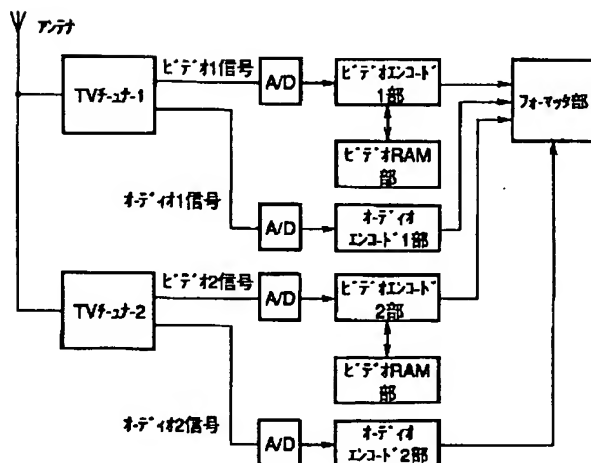 アンテナ
TVチューナー1
ビデオ1信号
A/D
ビデオエンコード
1部
フォーマッタ部
ビデオRAM
部
オーディオ1信号
A/D
オーディオ
エンコード1部
TVチューナー2
ビデオ2信号
A/D
ビデオエンコード
2部
ビデオRAM
部
オーディオ2信号
A/D
オーディオ
エンコード2部